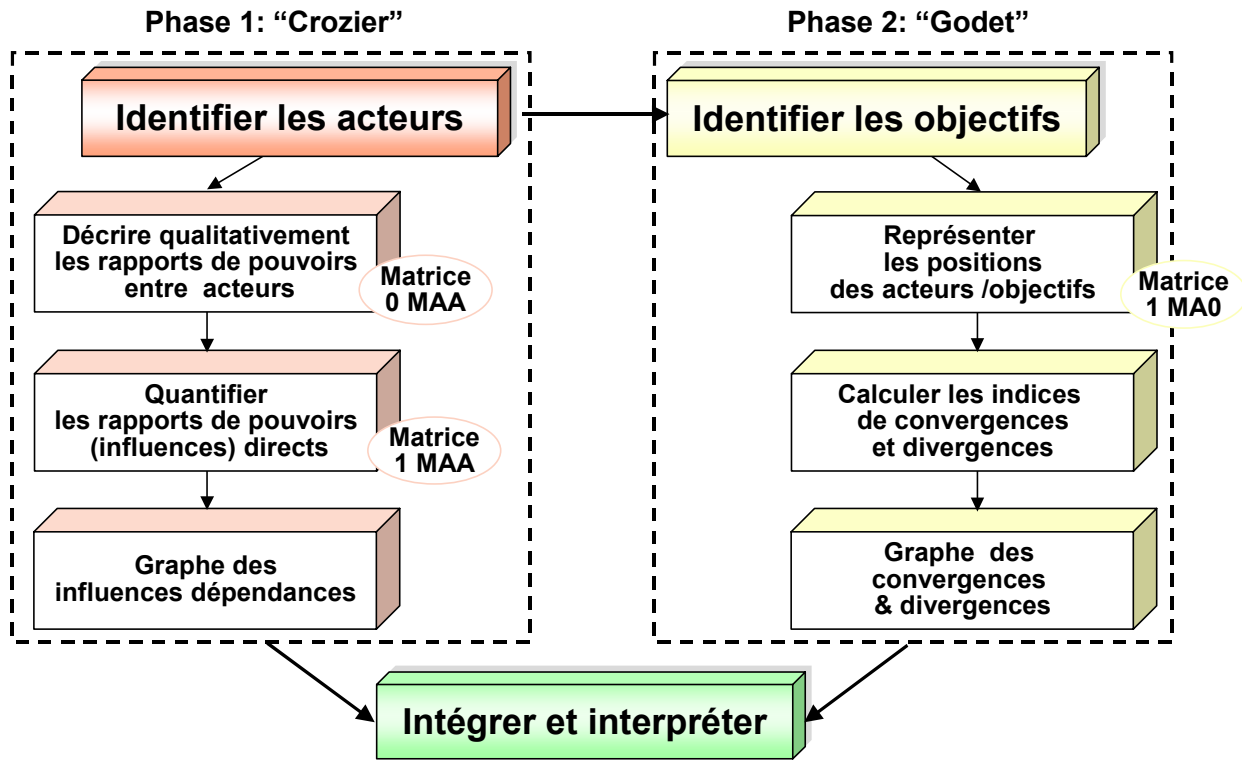 Phase 1: “Crozier”
Identifier les acteurs
Décrire qualitativement
les rapports de pouvoirs
entre acteurs
Matrice
0 MAA
Quantifier
les rapports de pouvoirs
(influences) directs
Matrice
1 MAA
Graphe des
influences dépendances
Phase 2: “Godet”
Identifier les objectifs
Représenter
les positions
des acteurs /objectifs
Matrice
1 MA0
Calculer les indices
de convergences
et divergences
Graphe des
convergences
& divergences
Intégrer et interpréter